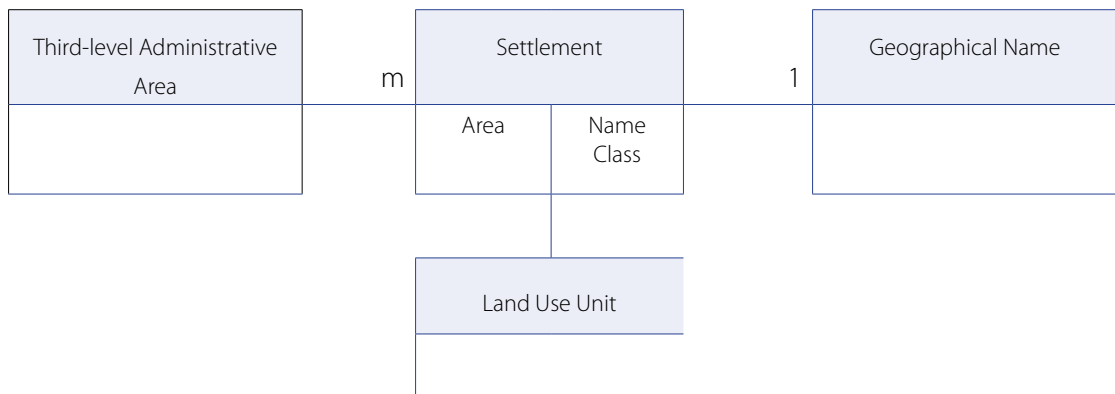 Third-level Administrative
Area
m
Settlement
1
Geographical Name
Area
Name
Class
Land Use Unit